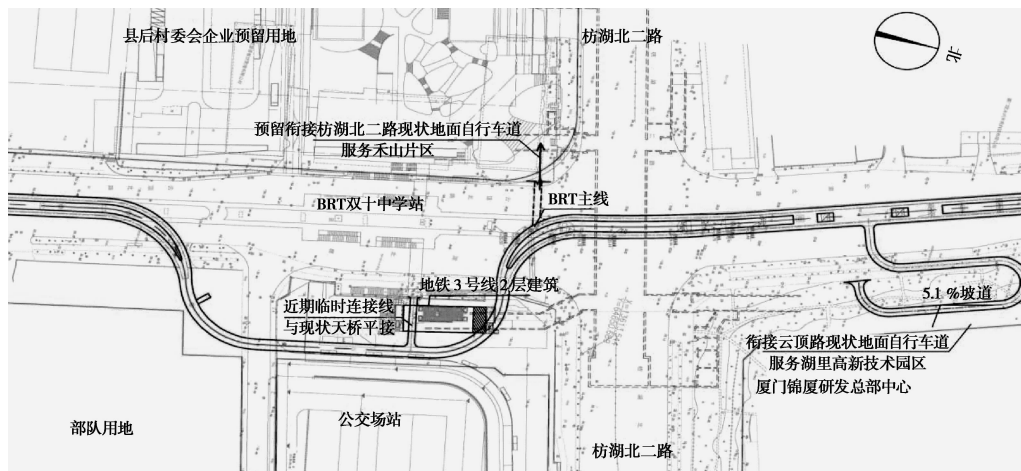 县后村委会企业预留用地
枋湖北二路
北
预留衔接枋湖北二路现状地面自行车道
服务禾山片区
BRT双十中学站
BRT主线
地铁3号线2层建筑
近期临时连接线
与现状天桥平接
5.1 %坡道
衔接云顶路现状地面自行车道
服务湖里高新技术园区
厦门锦厦研发总部中心
公交场站
部队用地
枋湖北二路